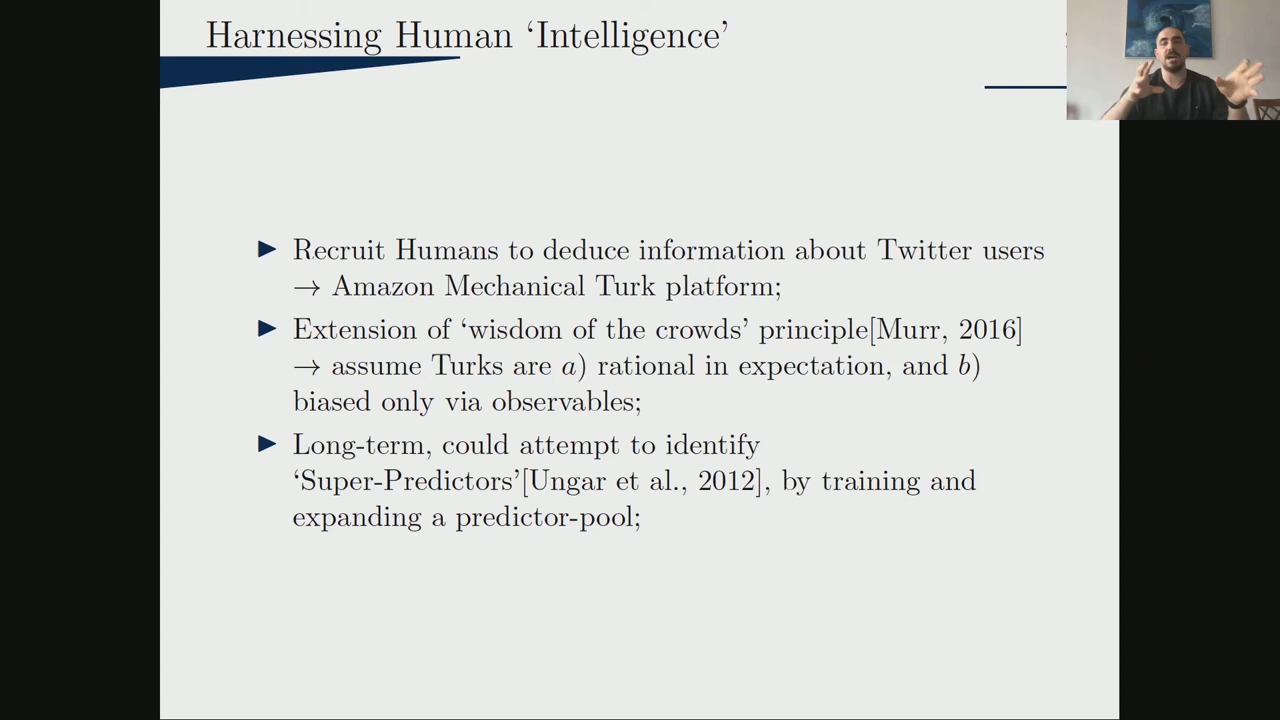 Harnessing Human ‘Intelligence’
▶ Recruit Humans to deduce information about Twitter users
→ Amazon Mechanical Turk platform;
▶ Extension of ‘wisdom of the crowds’ principle[Murr, 2016]
→ assume Turks are a) rational in expectation, and b)
biased only via observables;
▶ Long-term, could attempt to identify
‘Super-Predictors’[Ungar et al., 2012], by training and
expanding a predictor-pool;